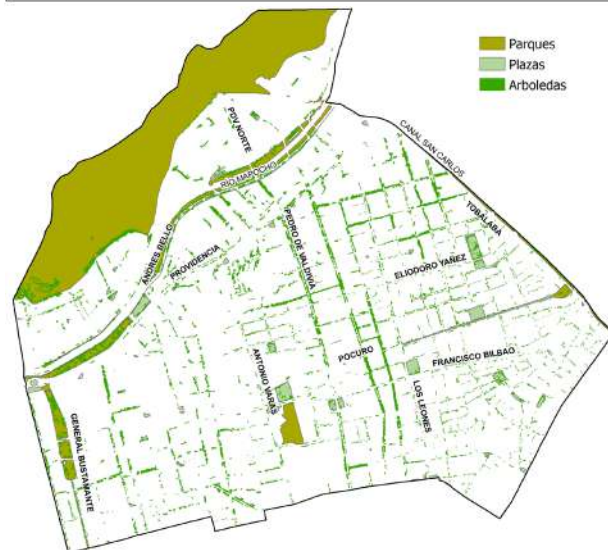 Parques
Plazas
Arboledas
PDV NORTE
RIO MAPOCHO
CANAL SAN CARLOS
TOBALABA
ANDRES BELLO
PROVIDENCIA
PEDRO DE VALDIVIA
ELIODORO YAÑEZ
POCURO
FRANCISCO BILBAO
ANTONIO VARAS
LOS LEONES
GENERAL BUSTAMANTE